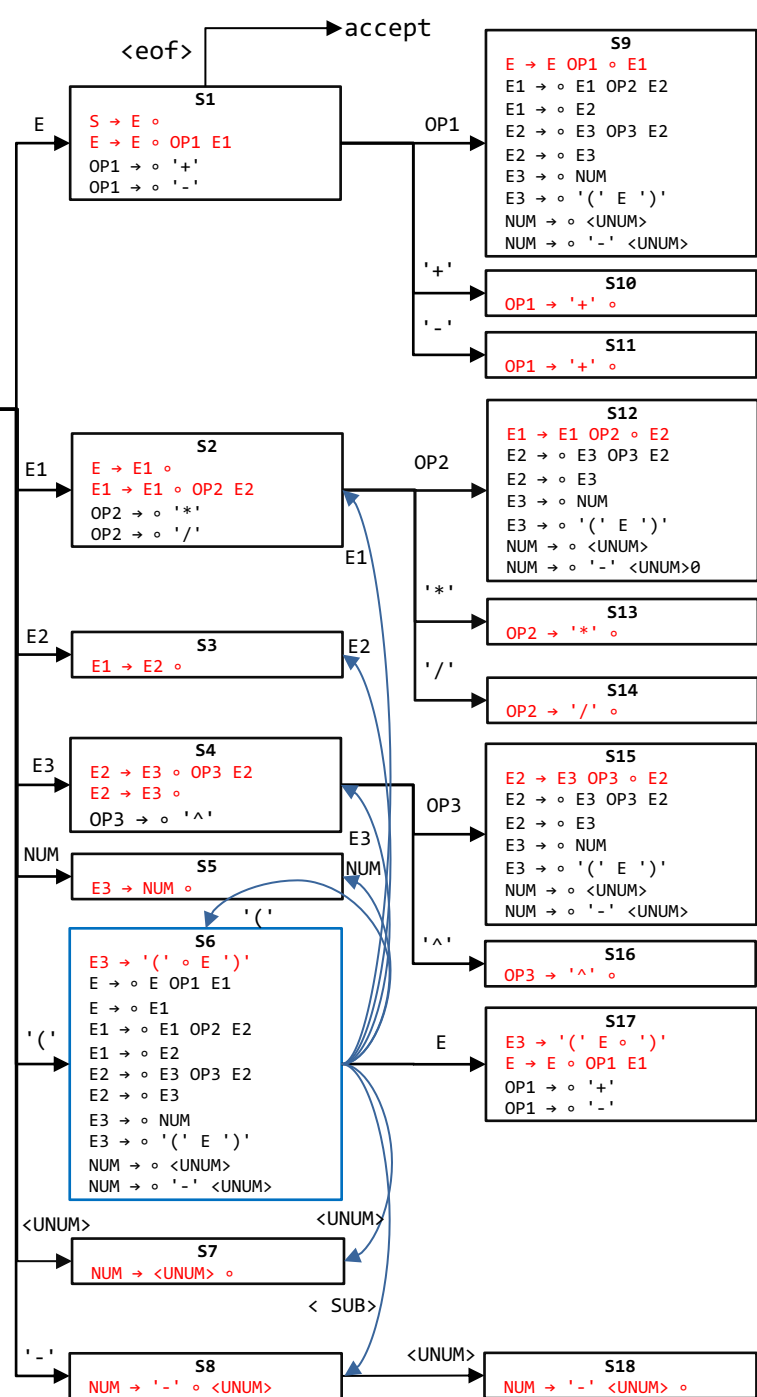 <eof>
accept
E
S1
S → E ∘
E → E ∘ OP1 E1
OP1 → ∘ '+'
OP1 → ∘ '-'
OP1
S9
E → E OP1 ∘ E1
E1 → ∘ E1 OP2 E2
E1 → ∘ E2
E2 → ∘ E3 OP3 E2
E2 → ∘ E3
E3 → ∘ NUM
E3 → ∘ '(' E ')'
NUM → ∘ <UNUM>
NUM → ∘ '-' <UNUM>
'+'
S10
OP1 → '+' ∘
'-'
S11
OP1 → '+' ∘
E1
S2
E → E1 ∘
E1 → E1 ∘ OP2 E2
OP2 → ∘ '*'
OP2 → ∘ '/'
OP2
S12
E1 → E1 OP2 ∘ E2
E2 → ∘ E3 OP3 E2
E2 → ∘ E3
E3 → ∘ NUM
E3 → ∘ '(' E ')'
NUM → ∘ <UNUM>
NUM → ∘ '-' <UNUM>0
E1
'*'
S13
OP2 → '*' ∘
E2
S3
E1 → E2 ∘
E2
'/'
S14
OP2 → '/' ∘
E3
S4
E2 → E3 ∘ OP3 E2
E2 → E3 ∘
OP3 → ∘ '^'
OP3
S15
E2 → E3 OP3 ∘ E2
E2 → ∘ E3 OP3 E2
E2 → ∘ E3
E3 → ∘ NUM
E3 → ∘ '(' E ')'
NUM → ∘ <UNUM>
NUM → ∘ '-' <UNUM>
E3
NUM
S5
E3 → NUM ∘
NUM
'('
'^'
S16
OP3 → '^' ∘
'('
S6
E3 → '(' ∘ E ')'
E → ∘ E OP1 E1
E → ∘ E1
E1 → ∘ E1 OP2 E2
E1 → ∘ E2
E2 → ∘ E3 OP3 E2
E2 → ∘ E3
E3 → ∘ NUM
E3 → ∘ '(' E ')'
NUM → ∘ <UNUM>
NUM → ∘ '-' <UNUM>
E
S17
E3 → '(' E ∘ ')'
E → E ∘ OP1 E1
OP1 → ∘ '+'
OP1 → ∘ '-'
<UNUM>
<UNUM>
S7
NUM → <UNUM> ∘
< SUB>
'-'
S8
NUM → '-' ∘ <UNUM>
<UNUM>
S18
NUM → '-' <UNUM> ∘